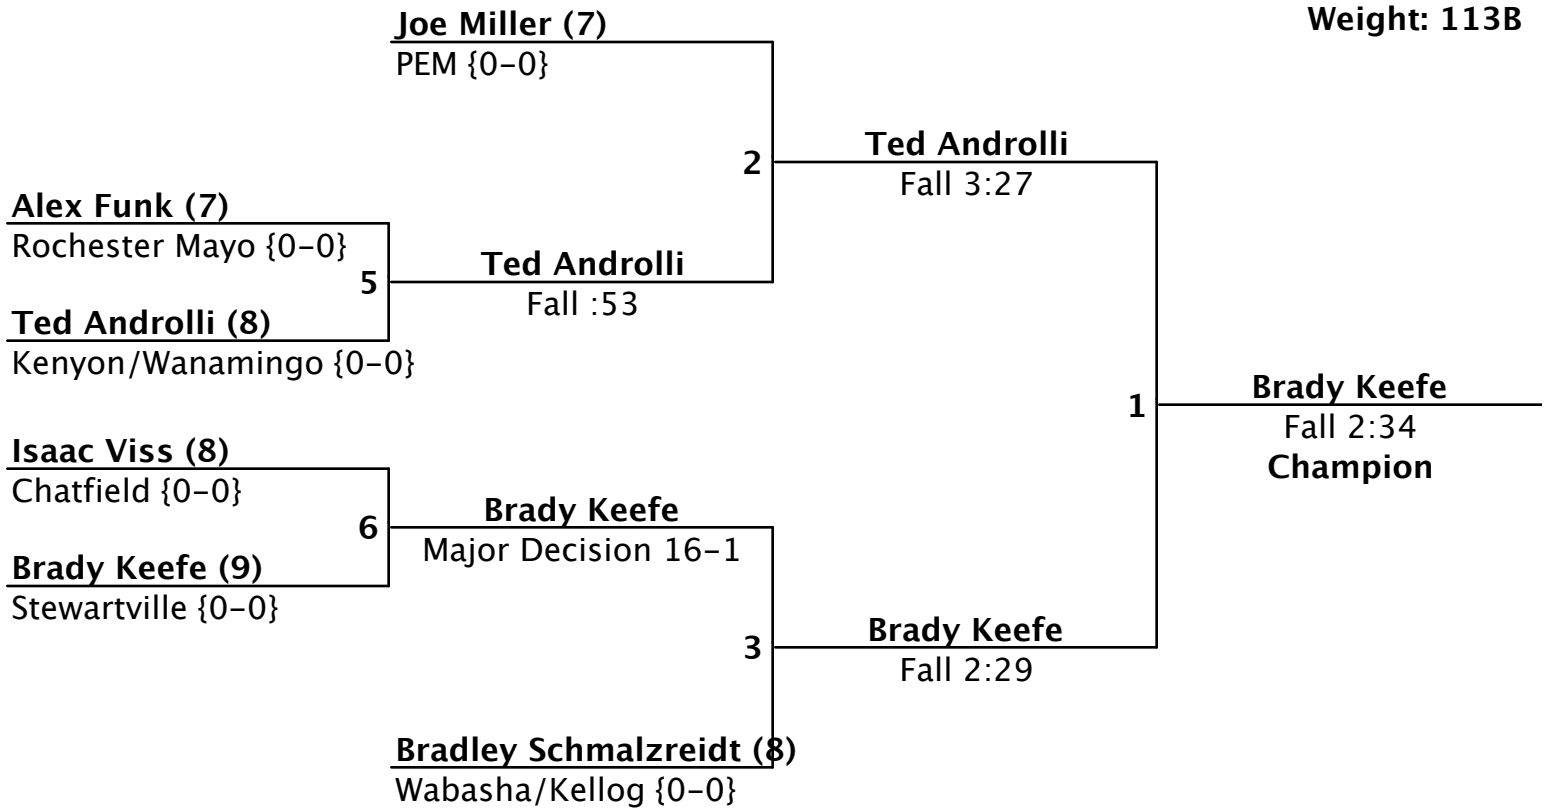 Joe Miller (7)
PEM {0-0}
Weight: 113B
2
Ted Androlli
Fall 3:27
Alex Funk (7)
Rochester Mayo {0-0}
5
Ted Androlli
Fall :53
Ted Androlli (8)
Kenyon/Wanamingo {0-0}
1
Brady Keefe
Fall 2:34
Champion
Isaac Viss (8)
Chatfield {0-0}
6
Brady Keefe
Major Decision 16-1
Brady Keefe (9)
Stewartville {0-0}
3
Brady Keefe
Fall 2:29
Bradley Schmalzreidt (8)
Wabasha/Kellog {0-0}